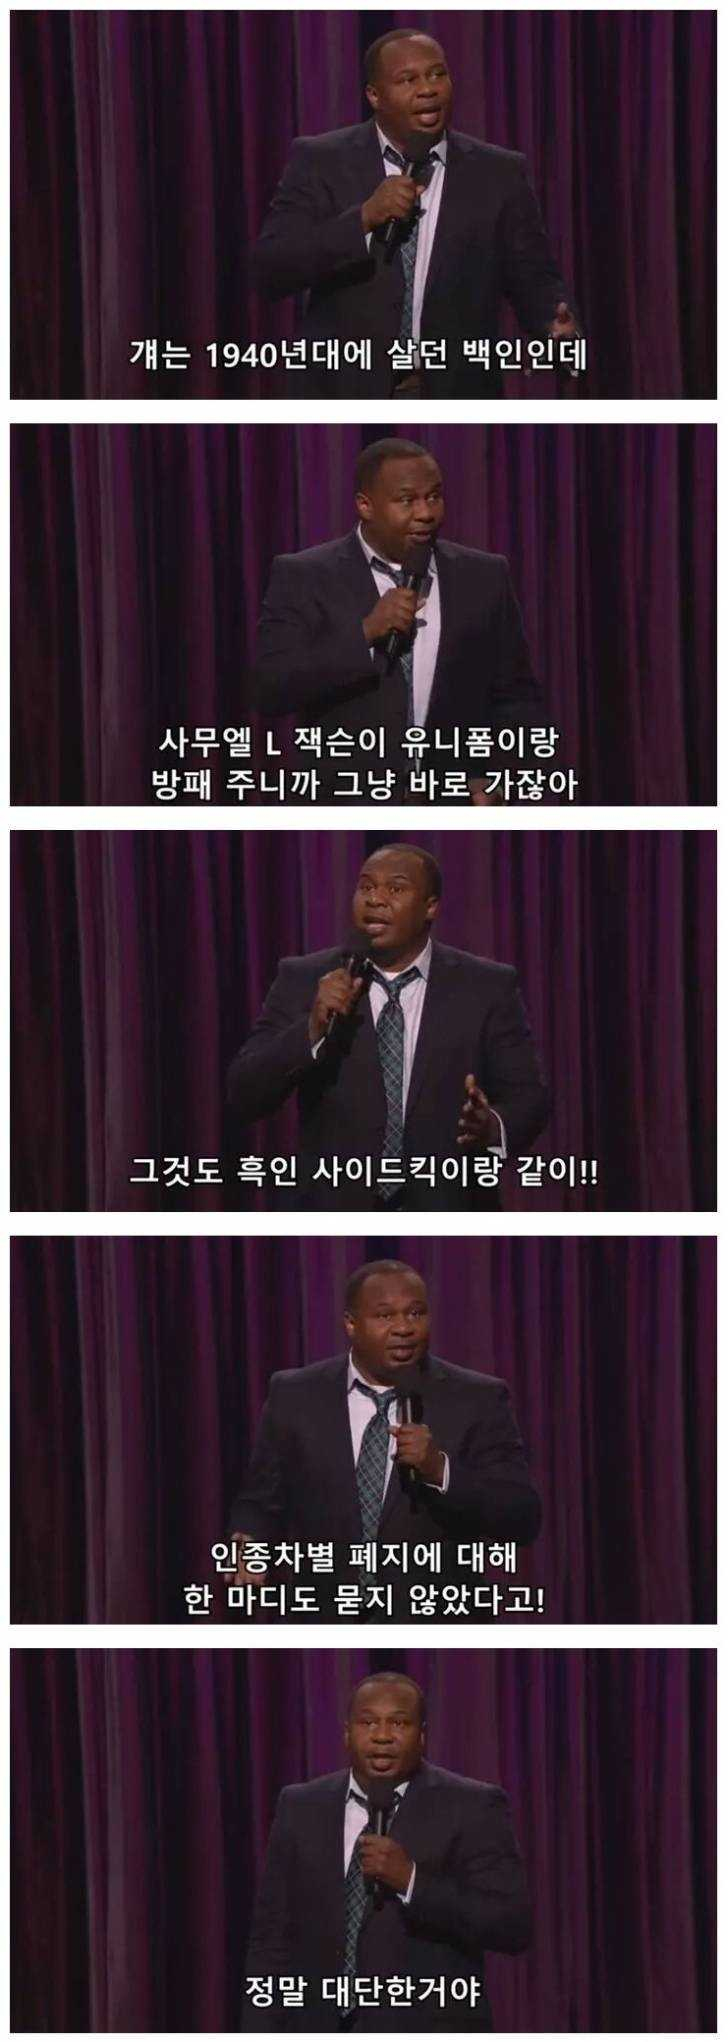 걔는 1940년대에 살던 백인인데
사무엘 L 잭슨이 유니폼이랑
방패 주니까 그냥 바로 가잖아
그것도 흑인 사이드킥이랑 같이!!
인종차별 폐지에 대해
한 마디도 묻지 않았다고!
정말 대단한거야